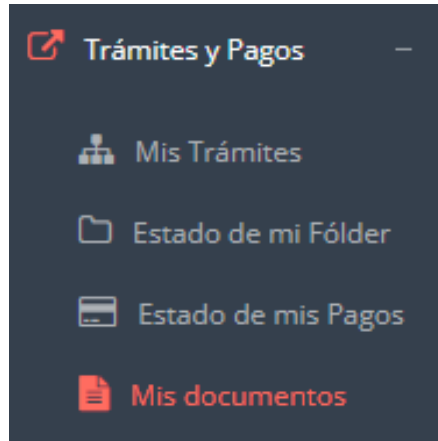 Trámites y Pagos
Mis Trámites
Estado de mi Fólder
Estado de mis Pagos
Mis documentos